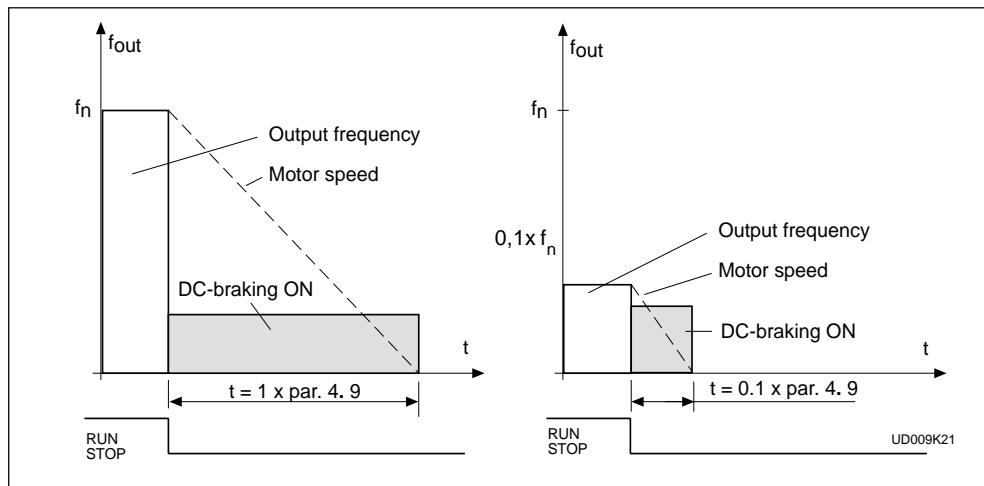 fout
fn
Output frequency
Motor speed
DC-braking ON
t
t = 1 x par. 4. 9
RUN
STOP
fout
fn
0,1x fn
Output frequency
Motor speed
DC-braking ON
t
t = 0.1 x par. 4. 9
RUN
STOP
UD009K21